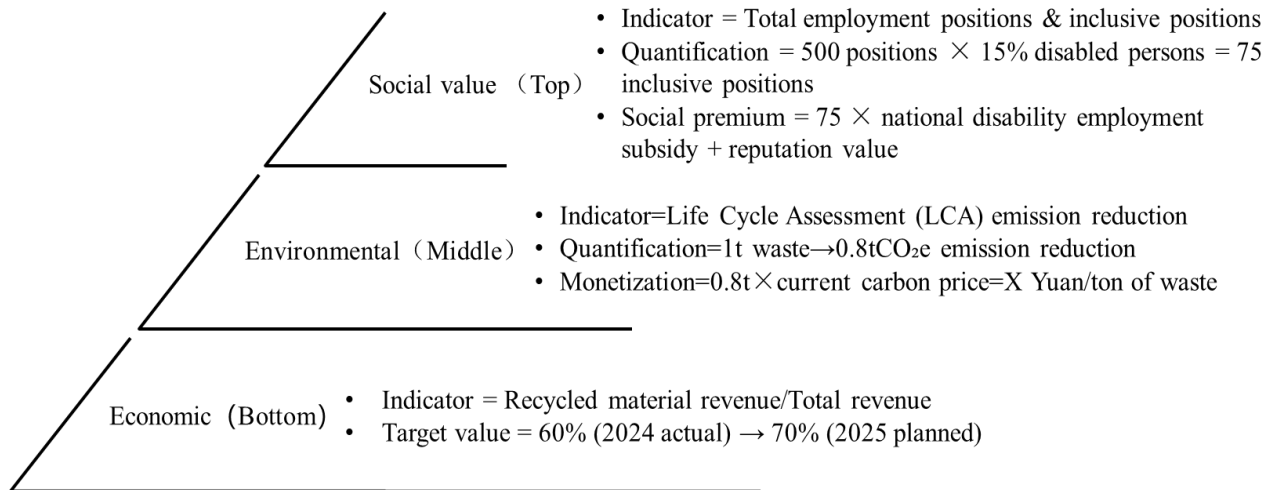 • Indicator = Total employment positions & inclusive positions
• Quantification = 500 positions × 15% disabled persons = 75
inclusive positions
• Social premium = 75 × national disability employment
subsidy + reputation value
Social value （Top）
• Indicator=Life Cycle Assessment (LCA) emission reduction
• Quantification=1t waste→0.8tCO₂e emission reduction
• Monetization=0.8t×current carbon price=X Yuan/ton of waste
Environmental（Middle）
• Indicator = Recycled material revenue/Total revenue
• Target value = 60% (2024 actual) → 70% (2025 planned)
Economic（Bottom）